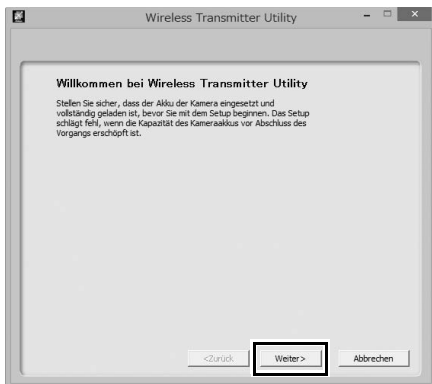 Wireless Transmitter Utility
Willkommen bei Wireless Transmitter Utility
Stellen Sie sicher, dass der Akku der Kamera eingesetzt und
vollständig geladen ist, bevor Sie mit dem Setup beginnen. Das Setup
schlägt fehl, wenn die Kapazität des Kameraakkus vor Abschluss des
Vorgangs erschöpft ist.
<Zurück Weiter> Abbrechen